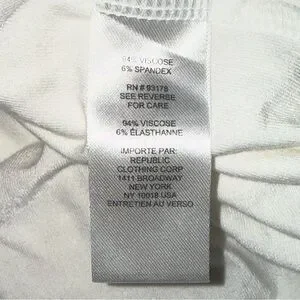 94% VISCOSE
6% SPANDEX
RN # 93178
SEE REVERSE
FOR CARE
94% VISCOSE
6% ÉLASTHANNE
IMPORTE PAR:
REPUBLIC
CLOTHING CORP
1411 BROADWAY
NEW YORK
NY 10018 USA
ENTRETIEN AU VERSO